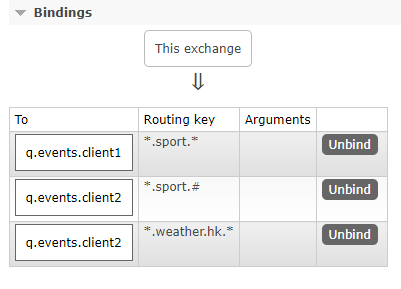 Bindings
This exchange
⇓
To Routing key Arguments
q.events.client1 *.sport.* Unbind
q.events.client2 *.sport.# Unbind
q.events.client2 *.weather.hk.* Unbind